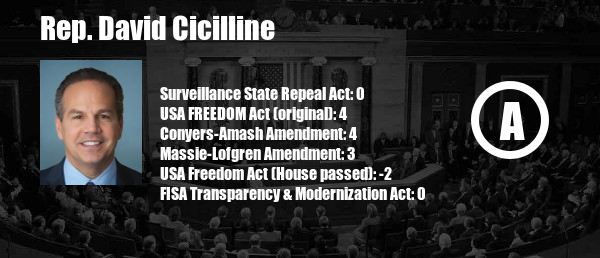 Rep. David Cicilline
Surveillance State Repeal Act: 0
USA FREEDOM Act (original): 4
Conyers-Amash Amendment: 4
Massie-Lofgren Amendment: 3
USA Freedom Act (House passed): -2
FISA Transparency & Modernization Act: 0
A